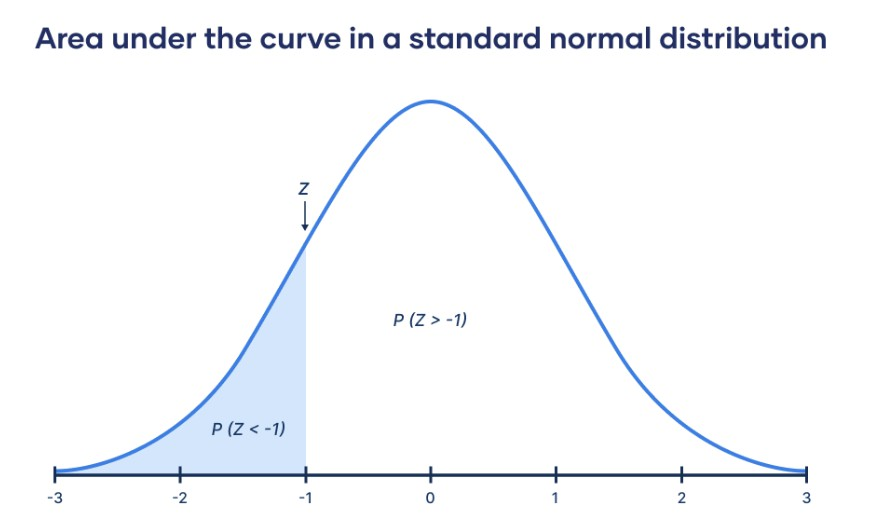 Area under the curve in a standard normal distribution
Z
P (Z > -1)
P (Z < -1)
-3 -2 -1 0 1 2 3